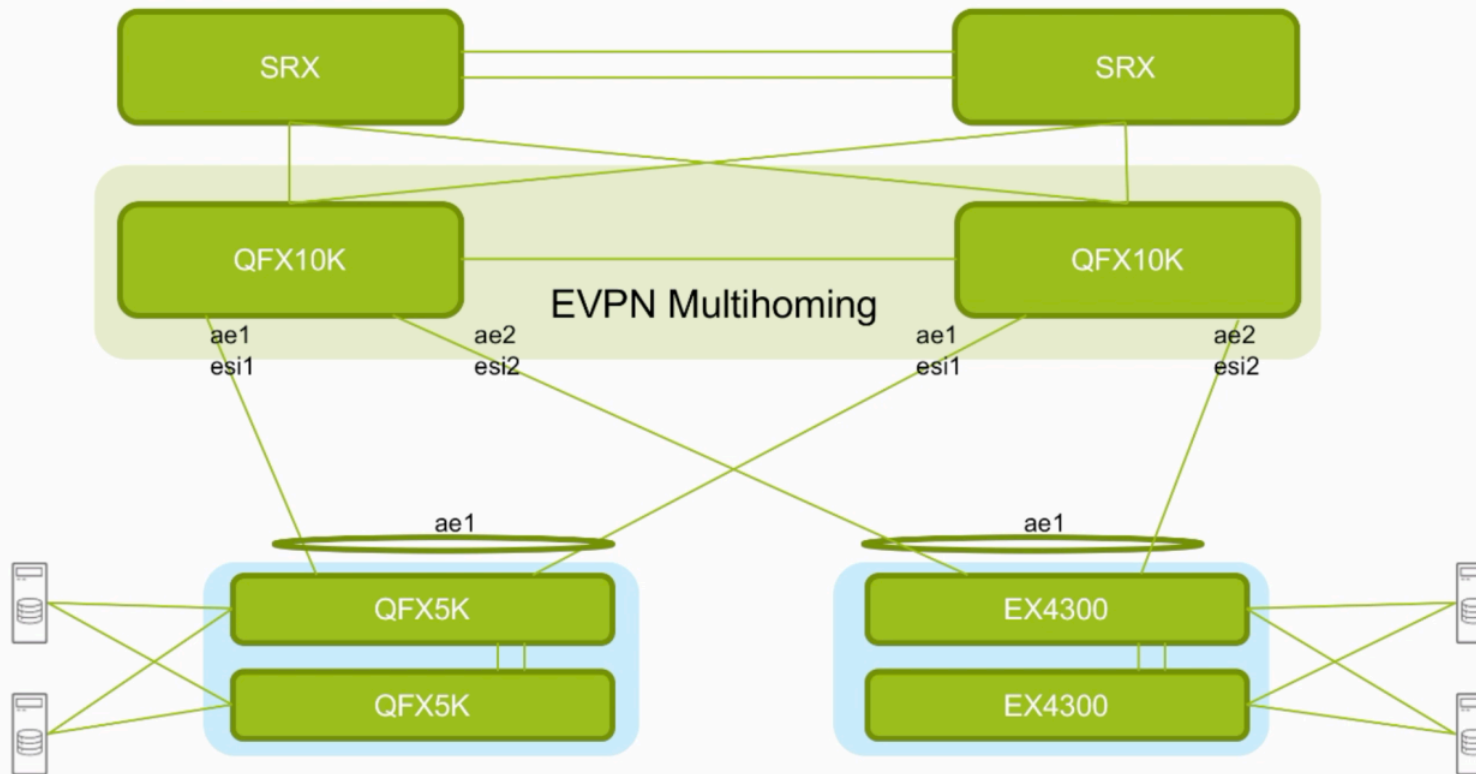 SRX
SRX
QFX10K
QFX10K
EVPN Multihoming
ae1
esi1
ae2
esi2
ae1
esi1
ae2
esi2
ae1
ae1
QFX5K
EX4300
QFX5K
EX4300